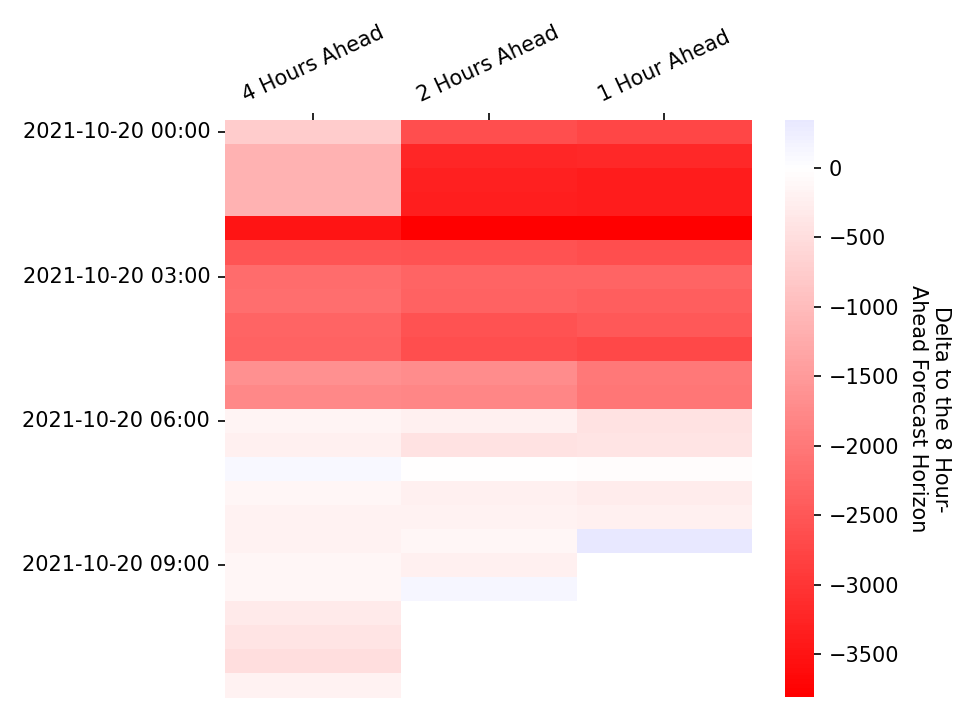 4 Hours Ahead
2 Hours Ahead
1 Hour Ahead
2021-10-20 00:00
2021-10-20 03:00
2021-10-20 06:00
2021-10-20 09:00
0
−500
−1000
−1500
−2000
−2500
−3000
−3500
Delta to the 8 Hour-
Ahead Forecast Horizon